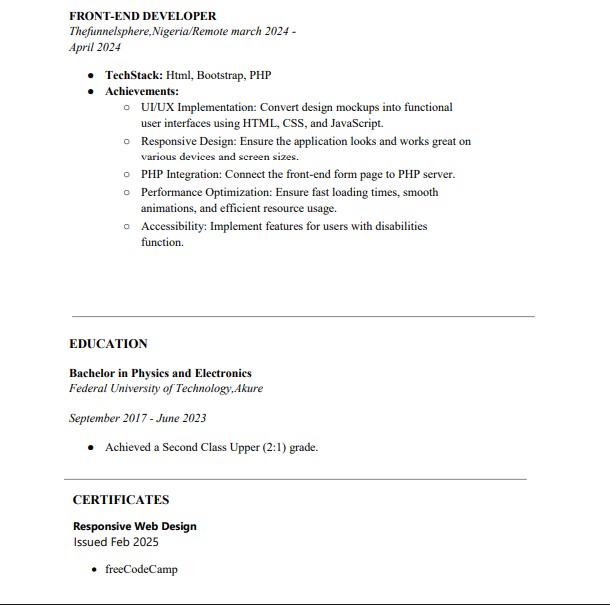 FRONT-END DEVELOPER
Thefunnelsphere,Nigeria/Remote march 2024 -
April 2024
● TechStack: Html, Bootstrap, PHP
● Achievements:
○ UI/UX Implementation: Convert design mockups into functional
user interfaces using HTML, CSS, and JavaScript.
○ Responsive Design: Ensure the application looks and works great on
various devices and screen sizes.
○ PHP Integration: Connect the front-end form page to PHP server.
○ Performance Optimization: Ensure fast loading times, smooth
animations, and efficient resource usage.
○ Accessibility: Implement features for users with disabilities
function.
EDUCATION
Bachelor in Physics and Electronics
Federal University of Technology,Akure
September 2017 - June 2023
● Achieved a Second Class Upper (2:1) grade.
CERTIFICATES
Responsive Web Design
Issued Feb 2025
• freeCodeCamp